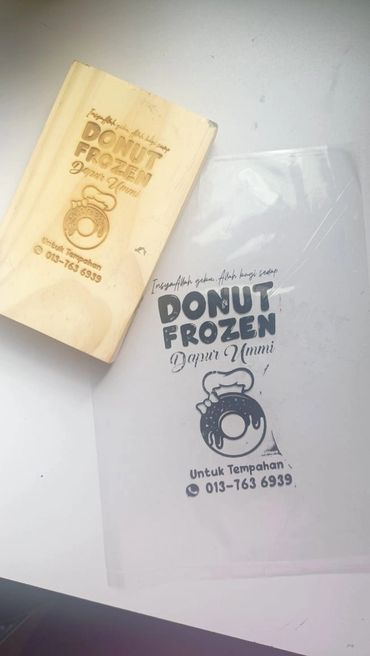 InsyaAllah gebu, Allah bagi sedap
DONUT
FROZEN
Dapur Ummi
Untuk Tempahan
013-763 6939
InsyaAllah gebu, Allah bagi sedap
DONUT
FROZEN
Dapur Ummi
Untuk Tempahan
013-763 6939